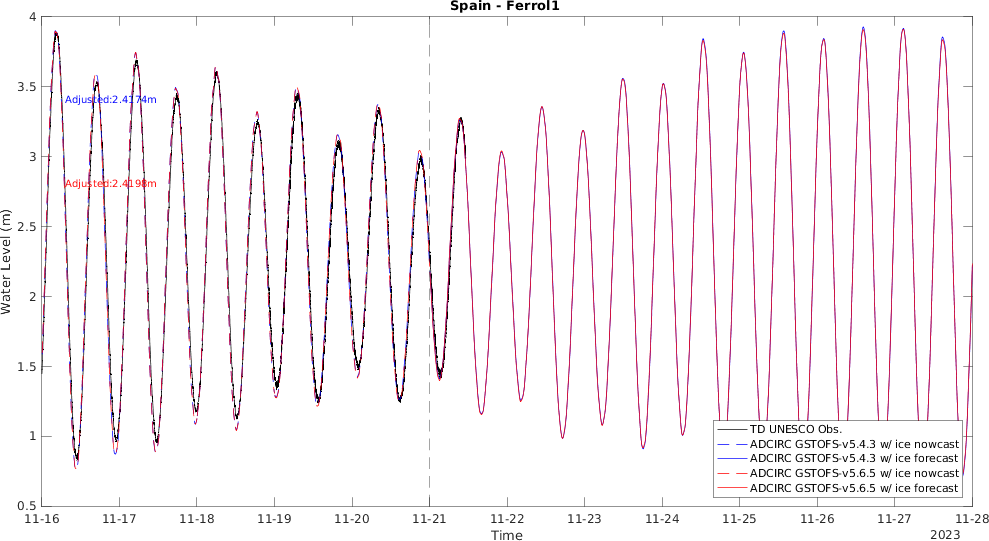 Spain - Ferrol1
4
3.5
3
2.5
2
1.5
1
0.5
Water Level (m)
Adjusted:2.4174m
Adjusted:2.4198m
TD UNESCO Obs.
ADCIRC GSTOFS-v5.4.3 w/ ice nowcast
ADCIRC GSTOFS-v5.4.3 w/ ice forecast
ADCIRC GSTOFS-v5.6.5 w/ ice nowcast
ADCIRC GSTOFS-v5.6.5 w/ ice forecast
11-16 11-17 11-18 11-19 11-20 11-21 11-22 11-23 11-24 11-25 11-26 11-27 11-28
Time
2023